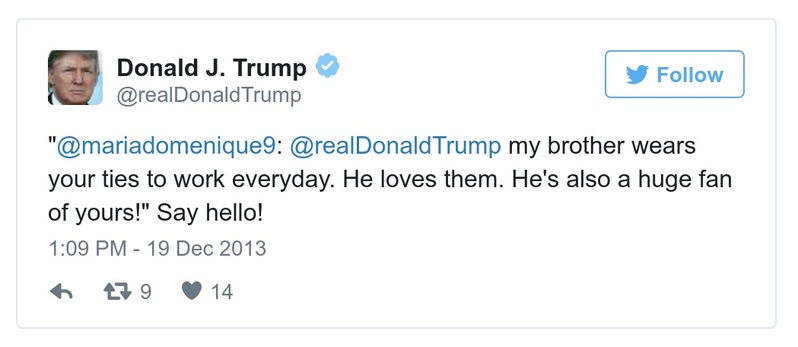 Donald J. Trump
@realDonaldTrump
Follow
"@mariadomenique9: @realDonaldTrump my brother wears
your ties to work everyday. He loves them. He's also a huge fan
of yours!" Say hello!
1:09 PM - 19 Dec 2013
9 14